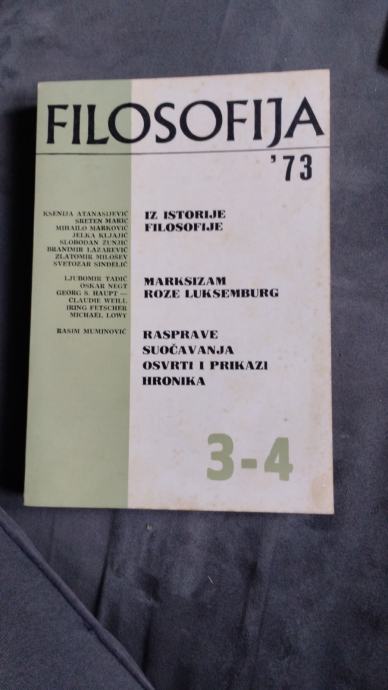 FILOSOFIJA
'73
KSENIJA ATANASIJEVIĆ
SRETEN MARIĆ
MIHAILO MARKOVIĆ
JELKA KLJAJIĆ
SLOBODAN ŽUNJIĆ
BRANIMIR LAZAREVIĆ
ZLATOMIR MILOŠEV
SVETOZAR SINĐELIĆ
IZ ISTORIJE
FILOSOFIJE
LJUBOMIR TADIĆ
OSKAR NEGT
GEORG S. HAUPT —
CLAUDIE WEILL
IRING FETSCHER
MICHAEL LOWY
MARKSIZAM
ROZE LUKSEMBURG
RASIM MUMINOVIĆ
RASPRAVE
SUOČAVANJA
OSVRTI I PRIKAZI
HRONIKA
3-4